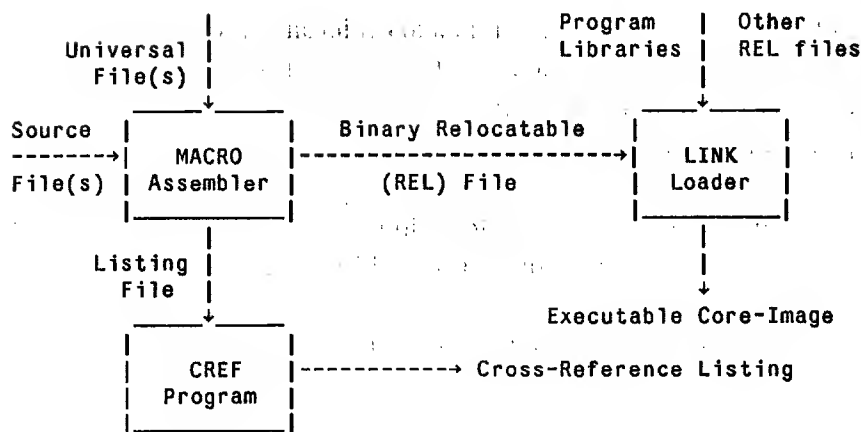 Universal
File(s)
Program
Libraries
Other
REL files
Source
File(s)
MACRO
Assembler
Binary Relocatable
(REL) File
LINK
Loader
Listing
File
Executable Core-Image
CREF
Program
Cross-Reference Listing